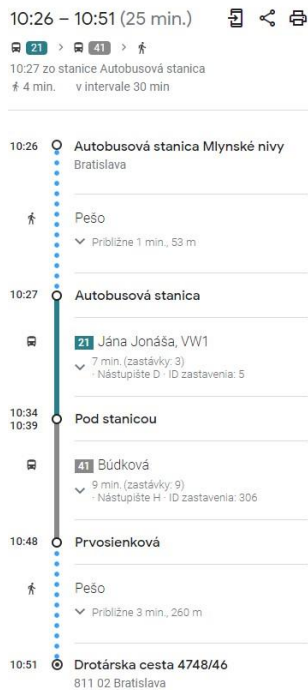 10:26 – 10:51 (25 min.)
21 > 41 >
10:27 zo stanice Autobusová stanica
4 min. v intervale 30 min
10:26 Autobusová stanica Mlynské nivy
Bratislava
Pešo
Približne 1 min., 53 m
10:27 Autobusová stanica
21 Jána Jonáša, VW1
7 min. (zastávky: 3)
· Nástupište D · ID zastavenia: 5
10:34
10:39 Pod stanicou
41 Búdková
9 min. (zastávky: 9)
· Nástupište H · ID zastavenia: 306
10:48 Prvosienková
Pešo
Približne 3 min., 260 m
10:51 Drotárska cesta 4748/46
811 02 Bratislava